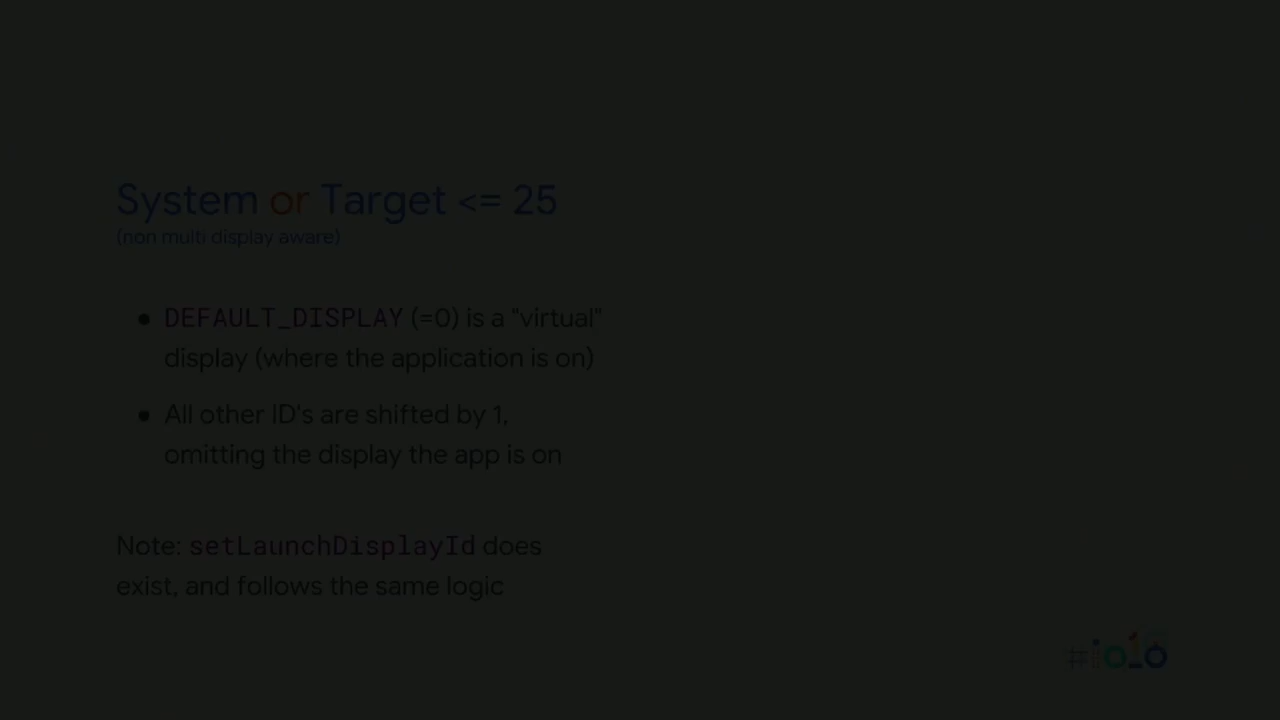 System or Target <= 25
(non multi display aware)
● DEFAULT_DISPLAY (=0) is a "virtual"
display (where the application is on)
● All other ID's are shifted by 1,
omitting the display the app is on
Note: setLaunchDisplayId does
exist, and follows the same logic
#io18